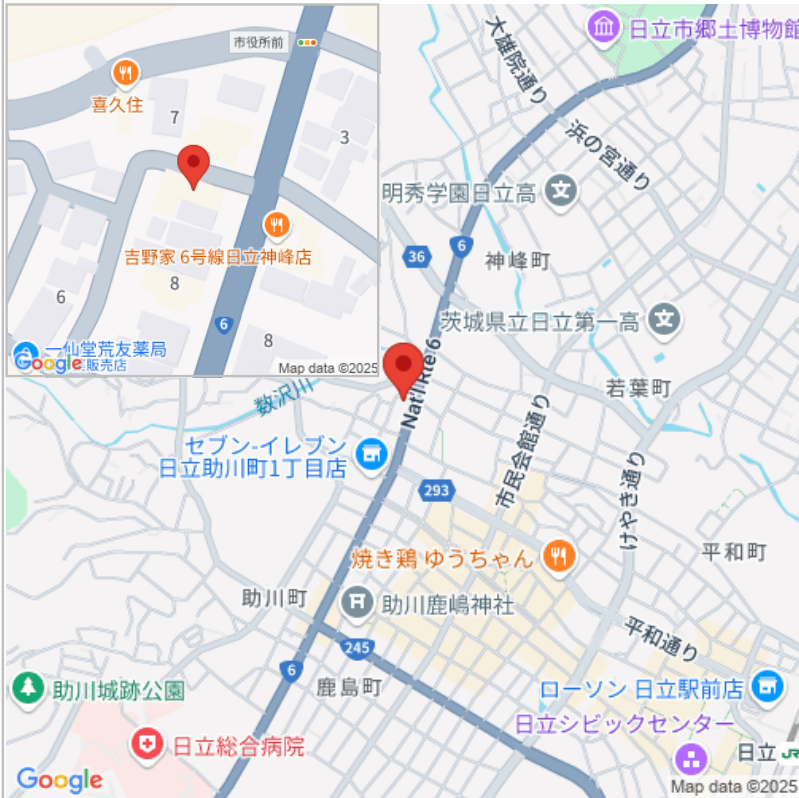 市役所前
喜久住
7
3
吉野家 6号線日立神峰店
8
6
6
8
一仙堂荒友薬局
販売店
Google
Map data ©2025
日立市郷土博物館
大雄院通り
浜の宮通り
明秀学園日立高
36
6
神峰町
茨城県立日立第一高
Nat'l Rte 6
若葉町
数沢川
セブン-イレブン
日立助川町1丁目店
293
市民会館通り
けやき通り
焼き鶏 ゆうちゃん
平和町
助川町
助川鹿嶋神社
245
平和通り
6
鹿島町
助川城跡公園
ローソン 日立駅前店
日立シビックセンター
日立総合病院
日立 JR
Google
Map data ©2025